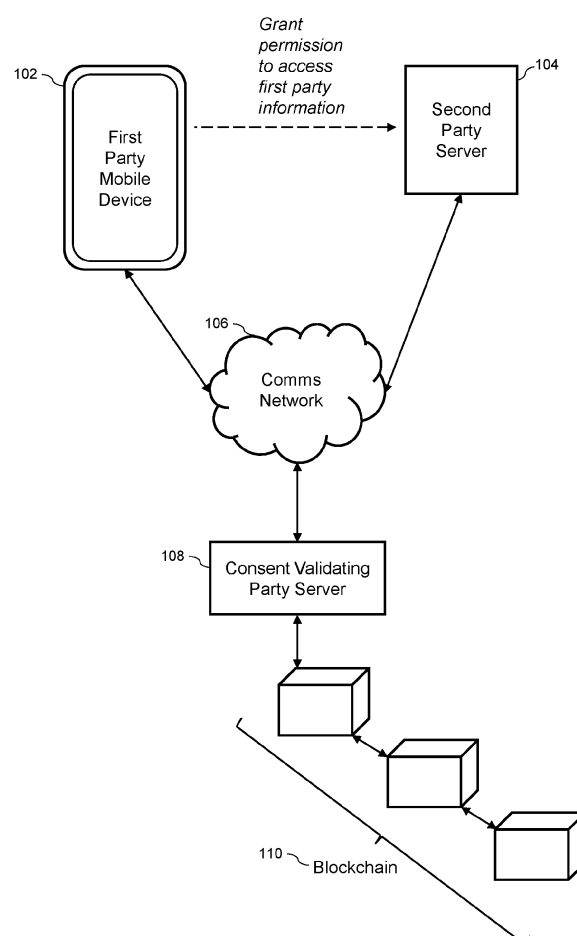 Grant
permission
to access
first party
information
102
104
First
Party
Mobile
Device
Second
Party
Server
106
Comms
Network
108
Consent Validating
Party Server
110
Blockchain